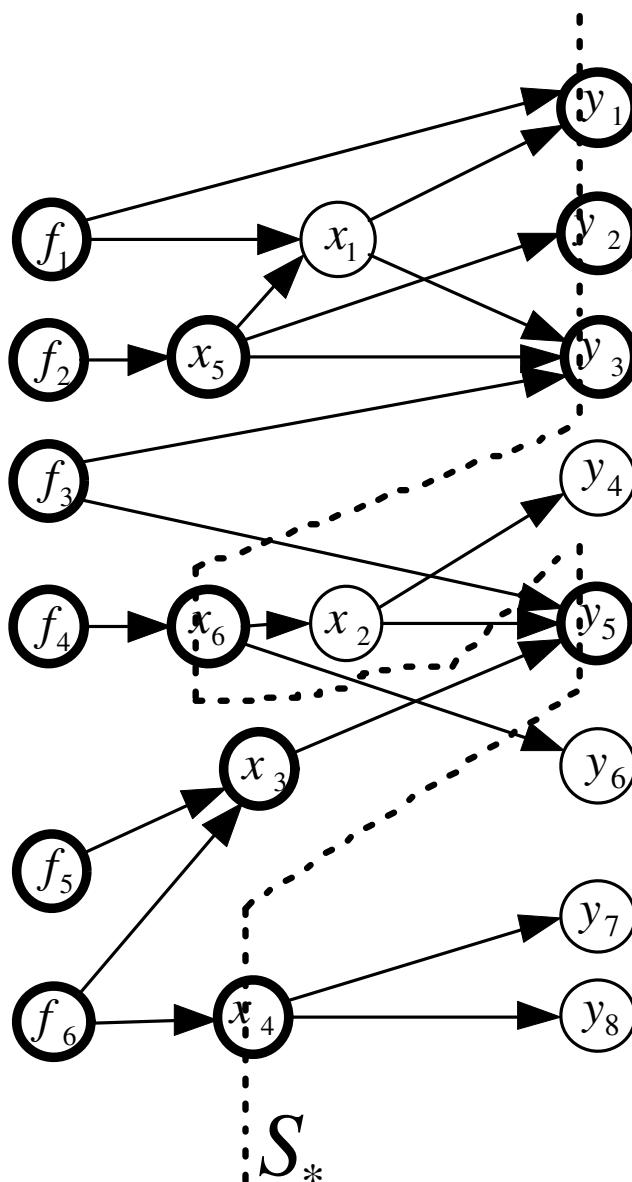 y₁
f₁ x₁ y₂
f₂ x₅ y₃
f₃ y₄
f₄ x₆ x₂ y₅
x₃ y₆
f₅ y₇
f₆ x₄ y₈
S*